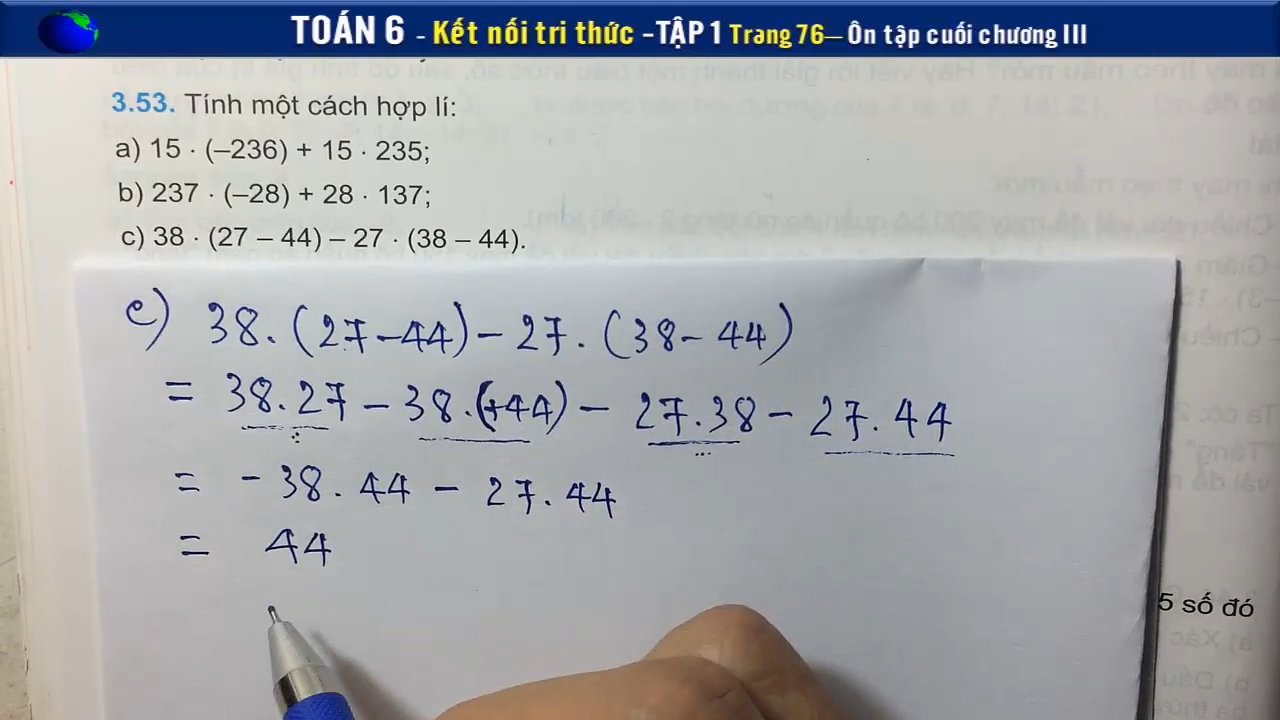 TOÁN 6 - Kết nối tri thức -TẬP 1 Trang 76– Ôn tập cuối chương III
3.53. Tính một cách hợp lí:
a) 15 · (–236) + 15 · 235;
b) 237 · (–28) + 28 · 137;
c) 38 · (27 – 44) – 27 · (38 – 44).
c) 38.(27-44) - 27.(38-44)
= 38.27 - 38.(+44) - 27.38 - 27.44
= -38.44 - 27.44
= 44
5 số đó